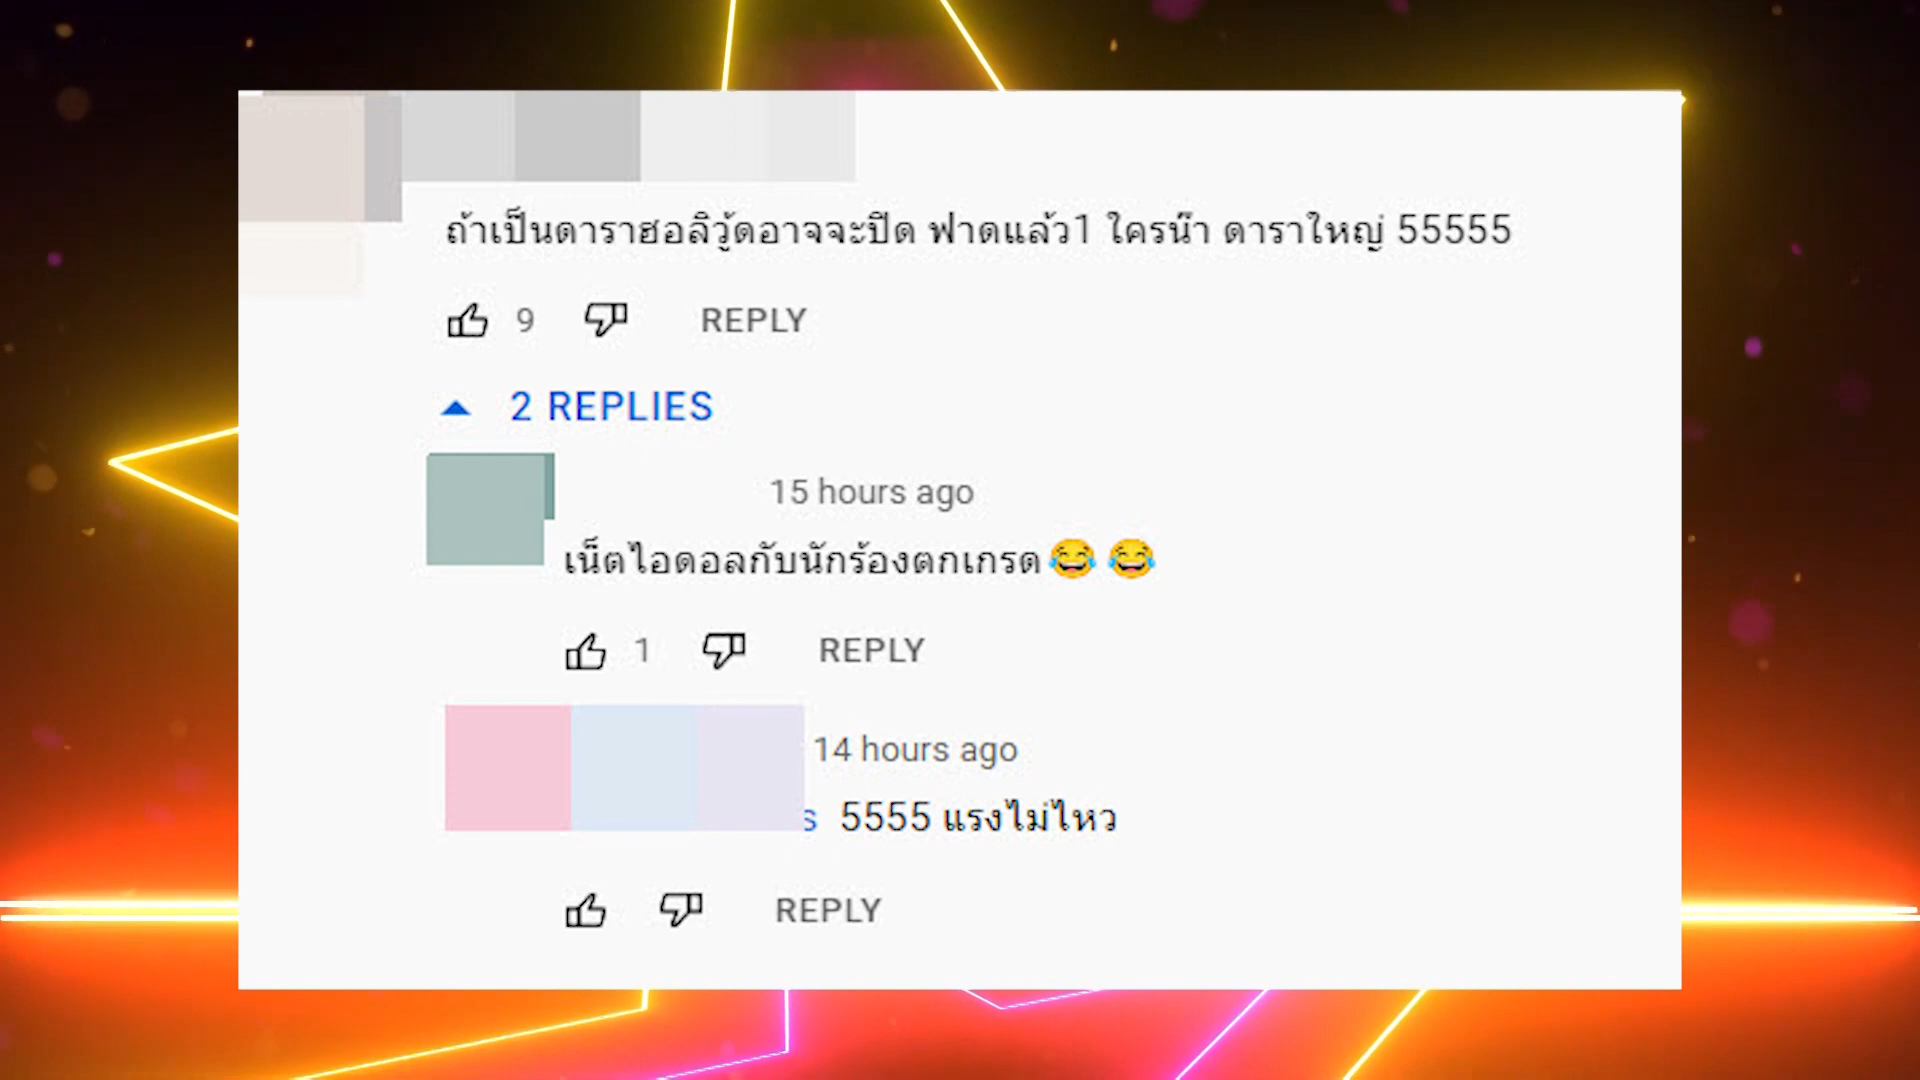 ถ้าเป็นดาราฮอลิวู้ดอาจจะปิด ฟาดแล้ว1 ใครน๊า ดาราใหญ่ 55555
9 REPLY
2 REPLIES
15 hours ago
เน็ตไอดอลกับนักร้องตกเกรด😂😂
1 REPLY
14 hours ago
s 5555 แรงไม่ไหว
REPLY